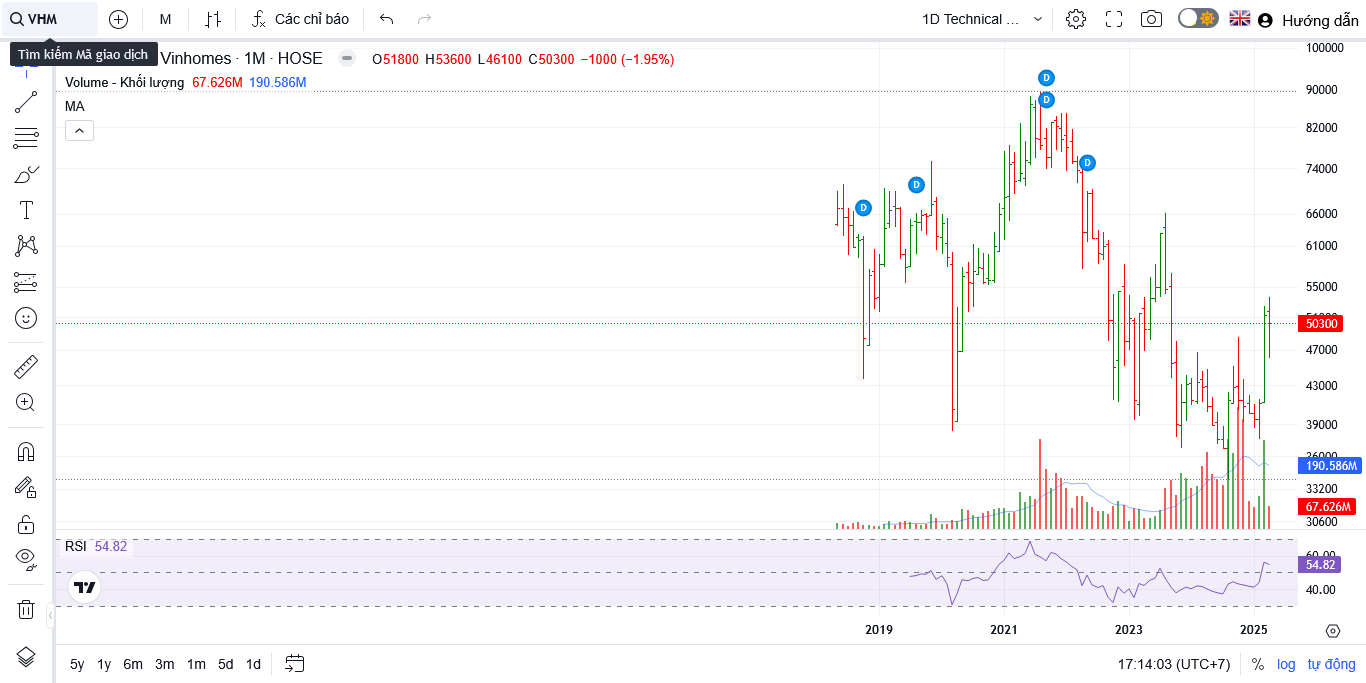 VHM M Các chỉ báo 1D Technical ... Hướng dẫn
Tìm kiếm Mã giao dịch Vinhomes · 1M · HOSE O51800 H53600 L46100 C50300 −1000 (−1.95%)
Volume - Khối lượng 67.626M 190.586M
MA
100000
90000
82000
74000
66000
61000
55000
51000
50300
47000
43000
39000
36000
190.586M
33200
67.626M
30600
D
D
D
D
D
RSI 54.82
60.00
54.82
40.00
2019 2021 2023 2025
5y 1y 6m 3m 1m 5d 1d 17:14:03 (UTC+7) % log tự động